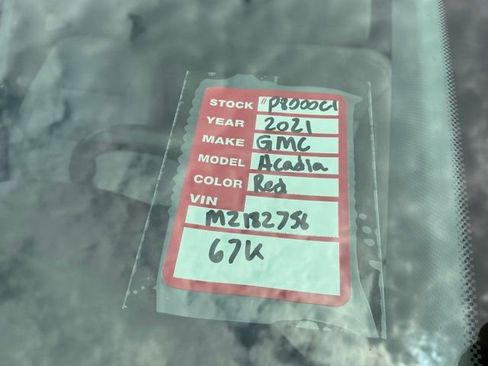 STOCK #P8000C1
YEAR 2021
MAKE GMC
MODEL Acadia
COLOR Red
VIN
MZ182756
67K